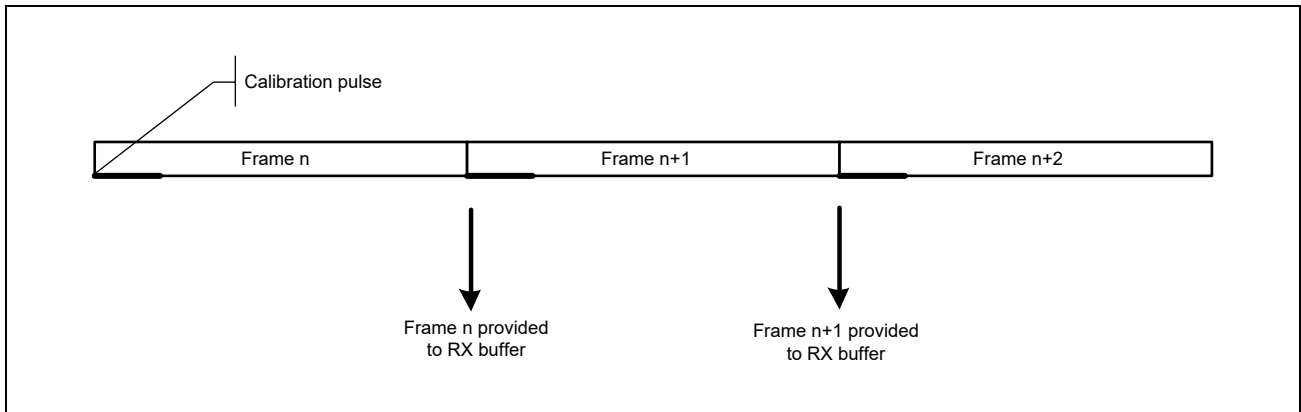 Calibration pulse
Frame n
Frame n+1
Frame n+2
Frame n provided
to RX buffer
Frame n+1 provided
to RX buffer